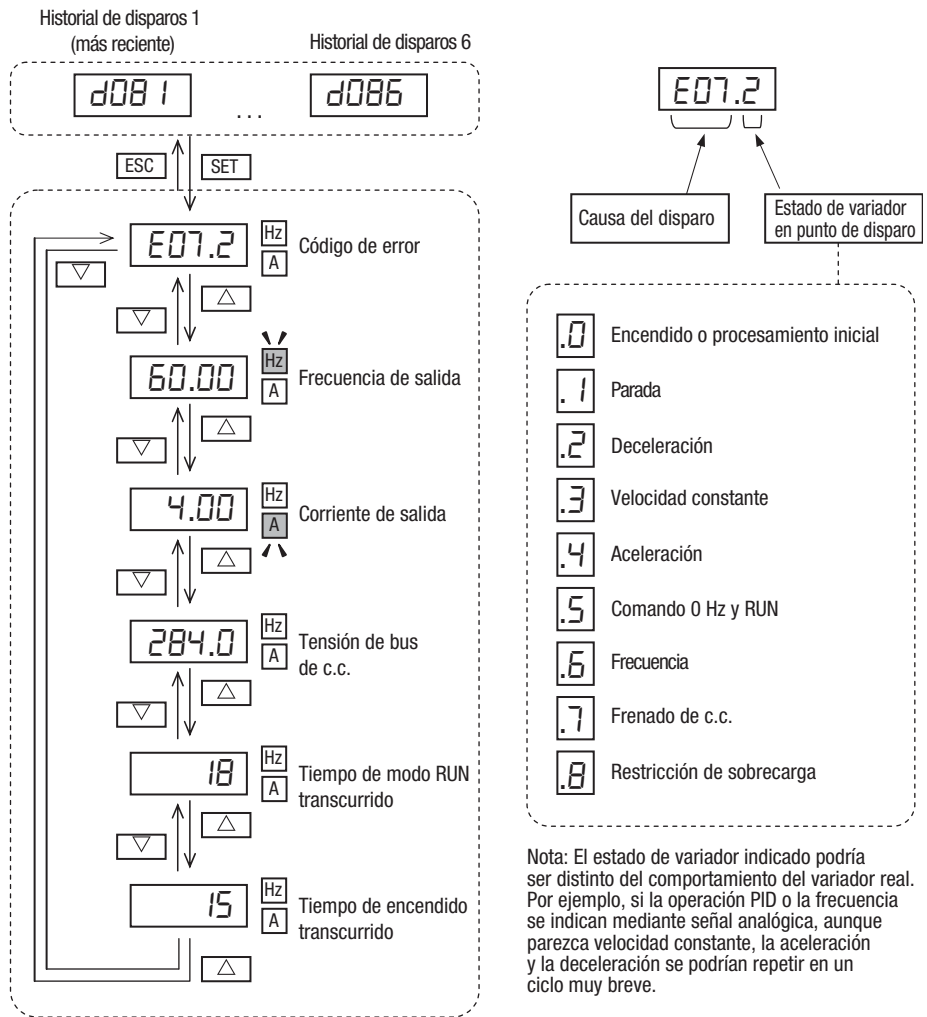 Historial de disparos 1
(más reciente)
Historial de disparos 6
d081
. . .
d086
ESC
SET
E07.2
Hz
A
Código de error
60.00
Hz
A
Frecuencia de salida
4.00
Hz
A
Corriente de salida
284.0
Hz
A
Tensión de bus
de c.c.
18
Hz
A
Tiempo de modo RUN
transcurrido
15
Hz
A
Tiempo de encendido
transcurrido
E07.2
Causa del disparo
Estado de variador
en punto de disparo
.0 Encendido o procesamiento inicial
.1 Parada
.2 Deceleración
.3 Velocidad constante
.4 Aceleración
.5 Comando 0 Hz y RUN
.6 Frecuencia
.7 Frenado de c.c.
.8 Restricción de sobrecarga
Nota: El estado de variador indicado podría
ser distinto del comportamiento del variador real.
Por ejemplo, si la operación PID o la frecuencia
se indican mediante señal analógica, aunque
parezca velocidad constante, la aceleración
y la deceleración se podrían repetir en un
ciclo muy breve.